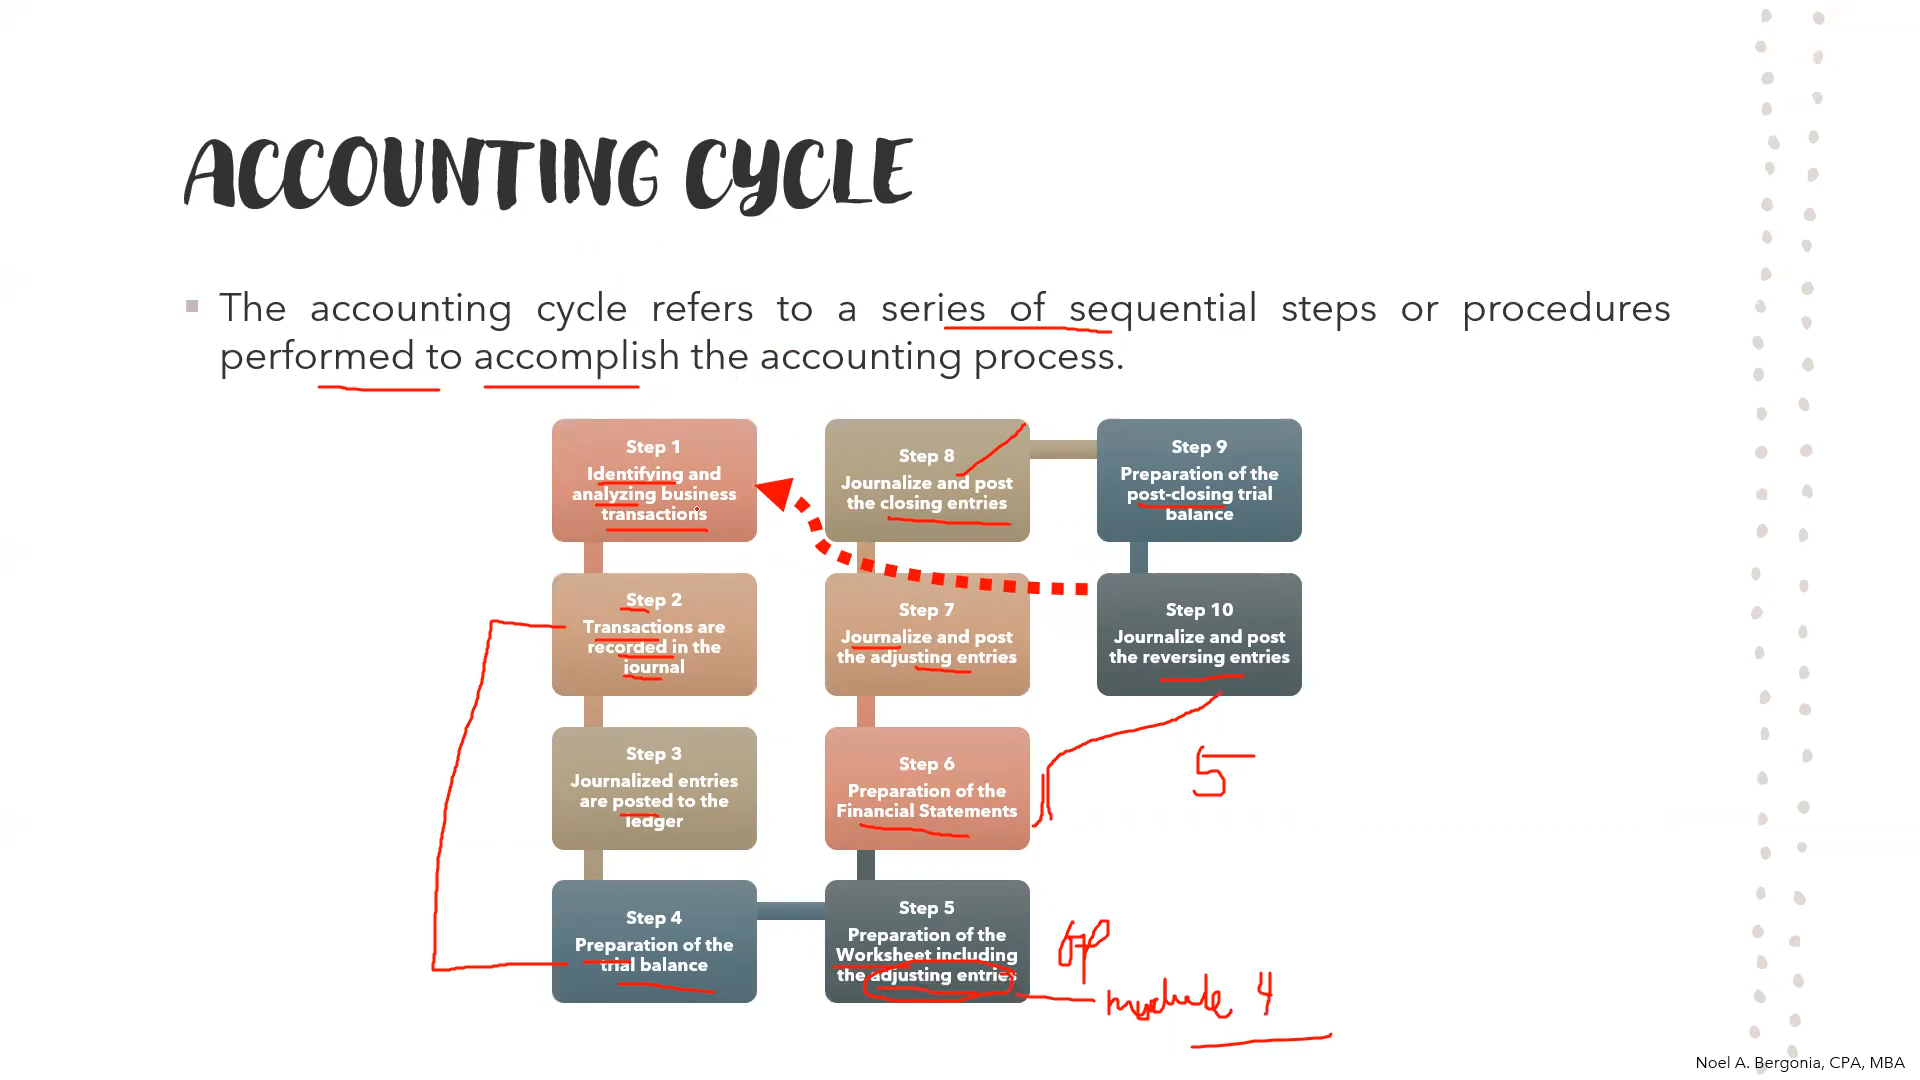 ACCOUNTING CYCLE
The accounting cycle refers to a series of sequential steps or procedures
performed to accomplish the accounting process.
Step 1
Identifying and
analyzing business
transactions
Step 2
Transactions are
recorded in the
journal
Step 3
Journalized entries
are posted to the
ledger
Step 4
Preparation of the
trial balance
Step 5
Preparation of the
Worksheet including
the adjusting entries
Step 6
Preparation of the
Financial Statements
Step 7
Journalize and post
the adjusting entries
Step 8
Journalize and post
the closing entries
Step 9
Preparation of the
post-closing trial
balance
Step 10
Journalize and post
the reversing entries
5
module 4
Noel A. Bergonia, CPA, MBA